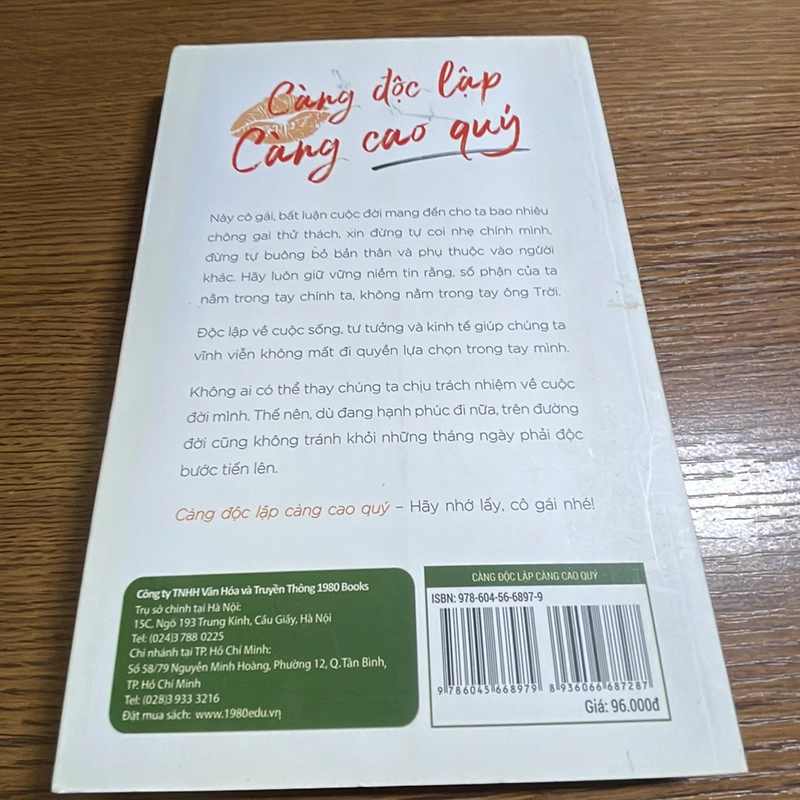 Càng độc lập
Càng cao quý
Này cô gái, bất luận cuộc đời mang đến cho ta bao nhiêu
chông gai thử thách, xin đừng tự coi nhẹ chính mình,
đừng tự buông bỏ bản thân và phụ thuộc vào người
khác. Hãy luôn giữ vững niềm tin rằng, số phận của ta
nằm trong tay chính ta, không nằm trong tay ông Trời.
Độc lập về cuộc sống, tư tưởng và kinh tế giúp chúng ta
vĩnh viễn không mất đi quyền lựa chọn trong tay mình.
Không ai có thể thay chúng ta chịu trách nhiệm về cuộc
đời mình. Thế nên, dù đang hạnh phúc đi nữa, trên đường
đời cũng không tránh khỏi những tháng ngày phải độc
bước tiến lên.
Càng độc lập càng cao quý – Hãy nhớ lấy, cô gái nhé!
Công ty TNHH Văn Hóa và Truyền Thông 1980 Books
Trụ sở chính tại Hà Nội:
15C, Ngõ 193 Trung Kính, Cầu Giấy, Hà Nội
Tel: (024)3 788 0225
Chi nhánh tại TP. Hồ Chí Minh:
Số 58/79 Nguyễn Minh Hoàng, Phường 12, Q.Tân Bình,
TP. Hồ Chí Minh
Tel: (028)3 933 3216
Đặt mua sách: www.1980edu.vn
CÀNG ĐỘC LẬP CÀNG CAO QUÝ
ISBN: 978-604-56-6897-9
9 786045 668979 8 936066 687287
Giá: 96.000đ